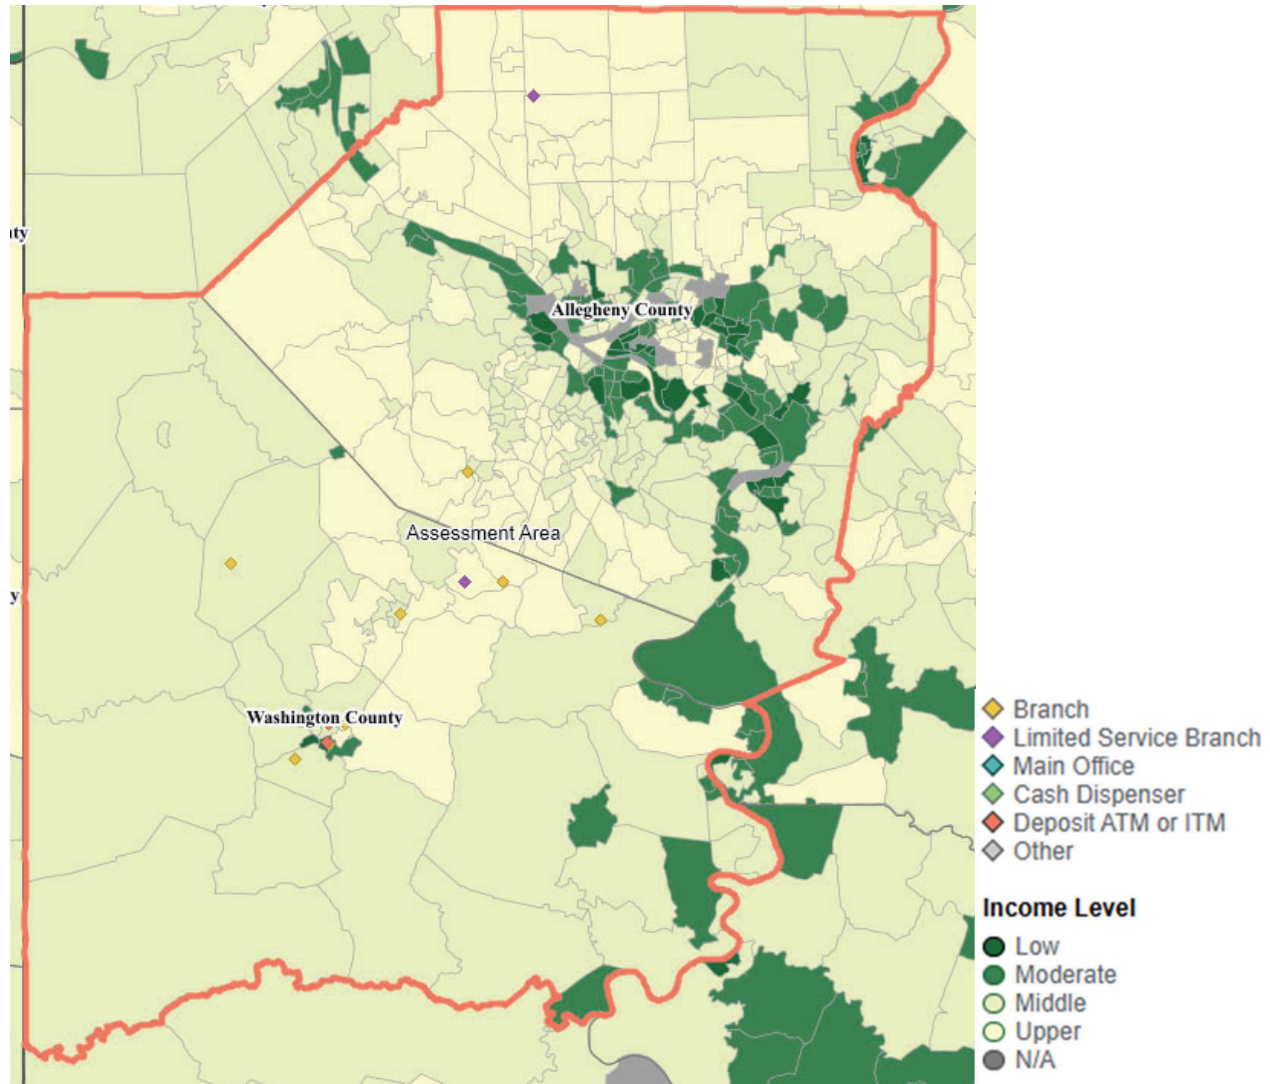 ty
Allegheny County
Assessment Area
y
Washington County
Branch
Limited Service Branch
Main Office
Cash Dispenser
Deposit ATM or ITM
Other
Income Level
Low
Moderate
Middle
Upper
N/A